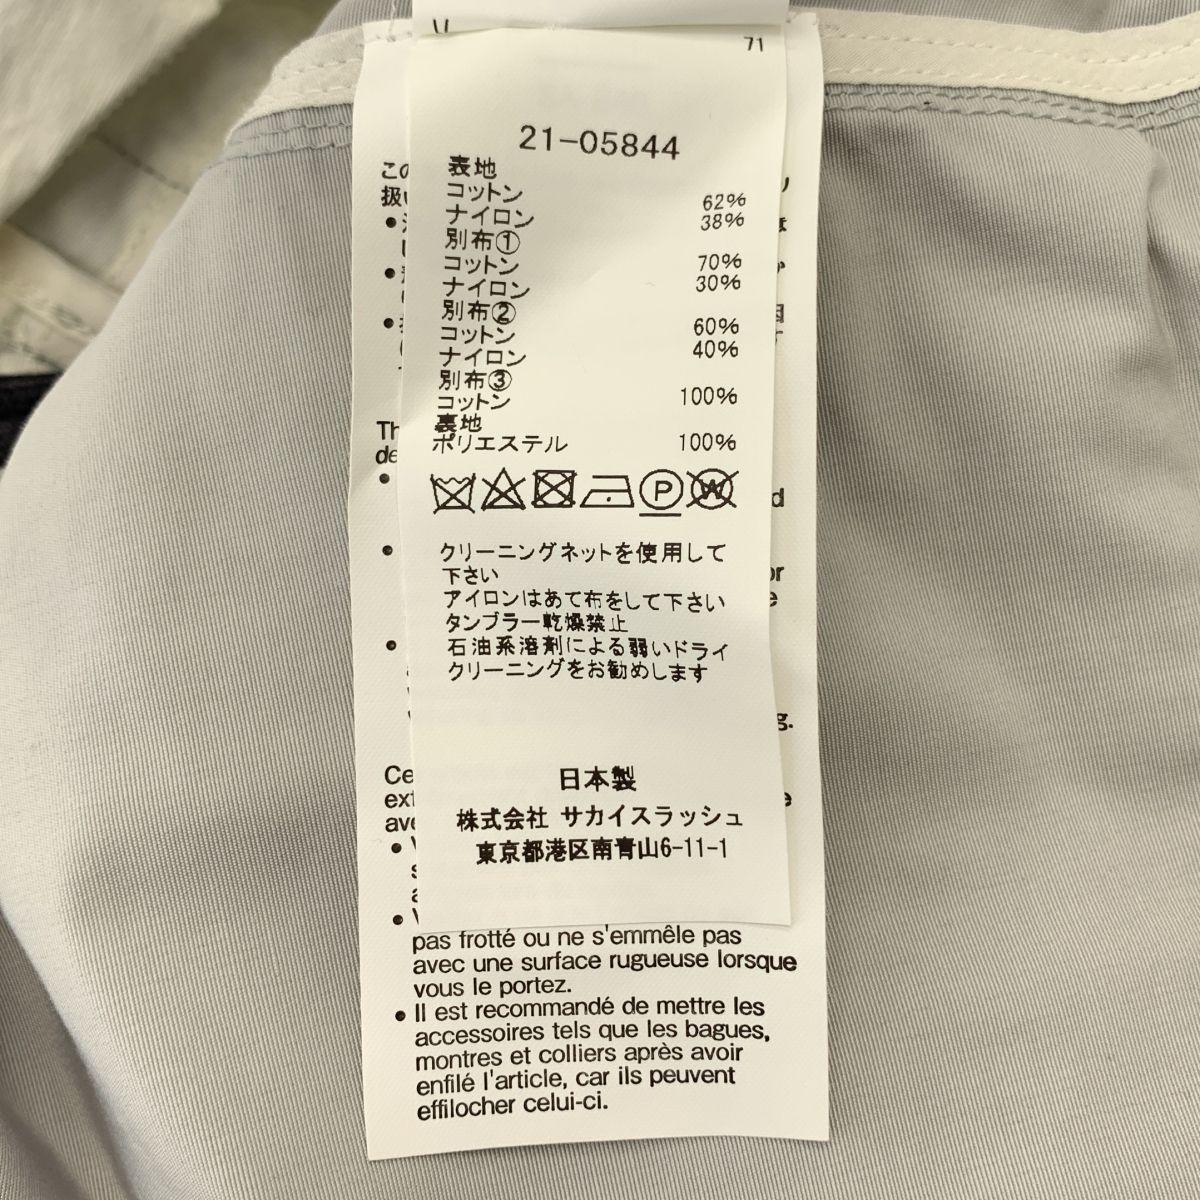 71
21-05844
表地
コットン 62%
ナイロン 38%
別布①
コットン 70%
ナイロン 30%
別布②
コットン 60%
ナイロン 40%
別布③
コットン 100%
裏地
ポリエステル 100%
P
W
クリーニングネットを使用して
下さい
アイロンはあて布をして下さい
タンブラー乾燥禁止
石油系溶剤による弱いドライ
クリーニングをお勧めします
日本製
株式会社 サカイスラッシュ
東京都港区南青山6-11-1
pas frotté ou ne s'emmêle pas
avec une surface rugueuse lorsque
vous le portez.
• Il est recommandé de mettre les
accessoires tels que les bagues,
montres et colliers après avoir
enfilé l'article, car ils peuvent
effilocher celui-ci.